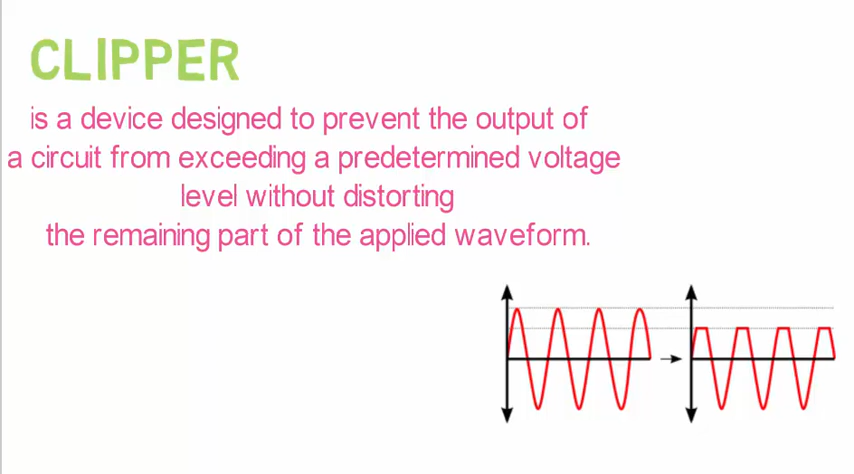 CLIPPER
is a device designed to prevent the output of
a circuit from exceeding a predetermined voltage
level without distorting
the remaining part of the applied waveform.